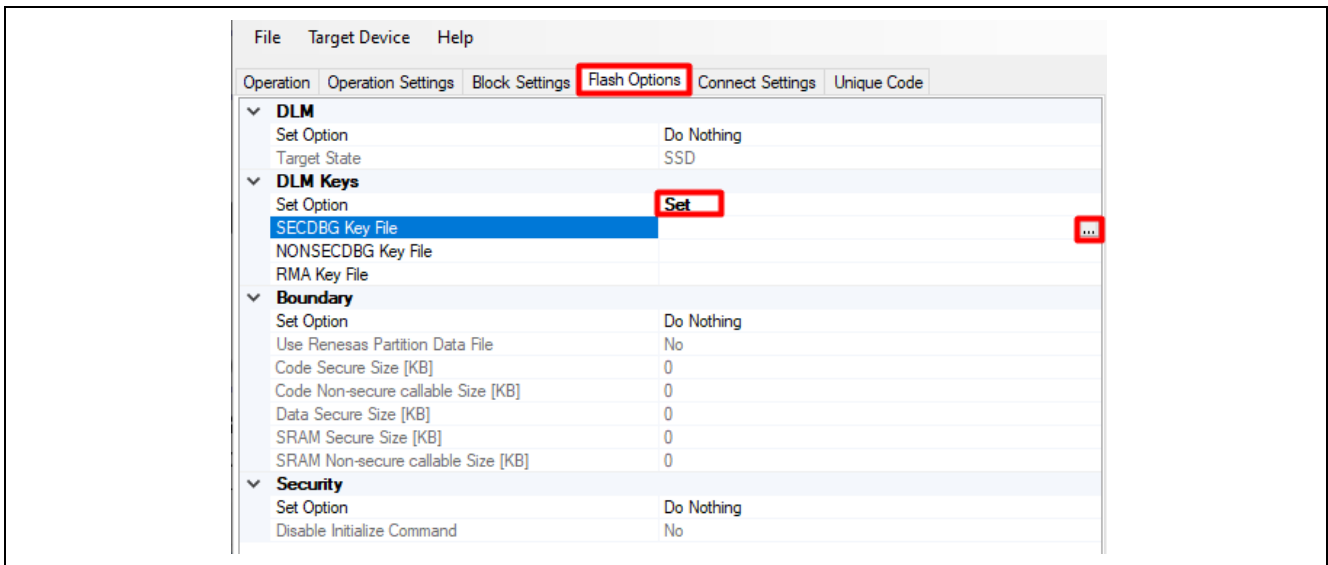 File Target Device Help
Operation Operation Settings Block Settings Flash Options Connect Settings Unique Code
DLM
Set Option Do Nothing
Target State SSD
DLM Keys
Set Option Set
SECDBG Key File ...
NONSECDBG Key File
RMA Key File
Boundary
Set Option Do Nothing
Use Renesas Partition Data File No
Code Secure Size [KB] 0
Code Non-secure callable Size [KB] 0
Data Secure Size [KB] 0
SRAM Secure Size [KB] 0
SRAM Non-secure callable Size [KB] 0
Security
Set Option Do Nothing
Disable Initialize Command No